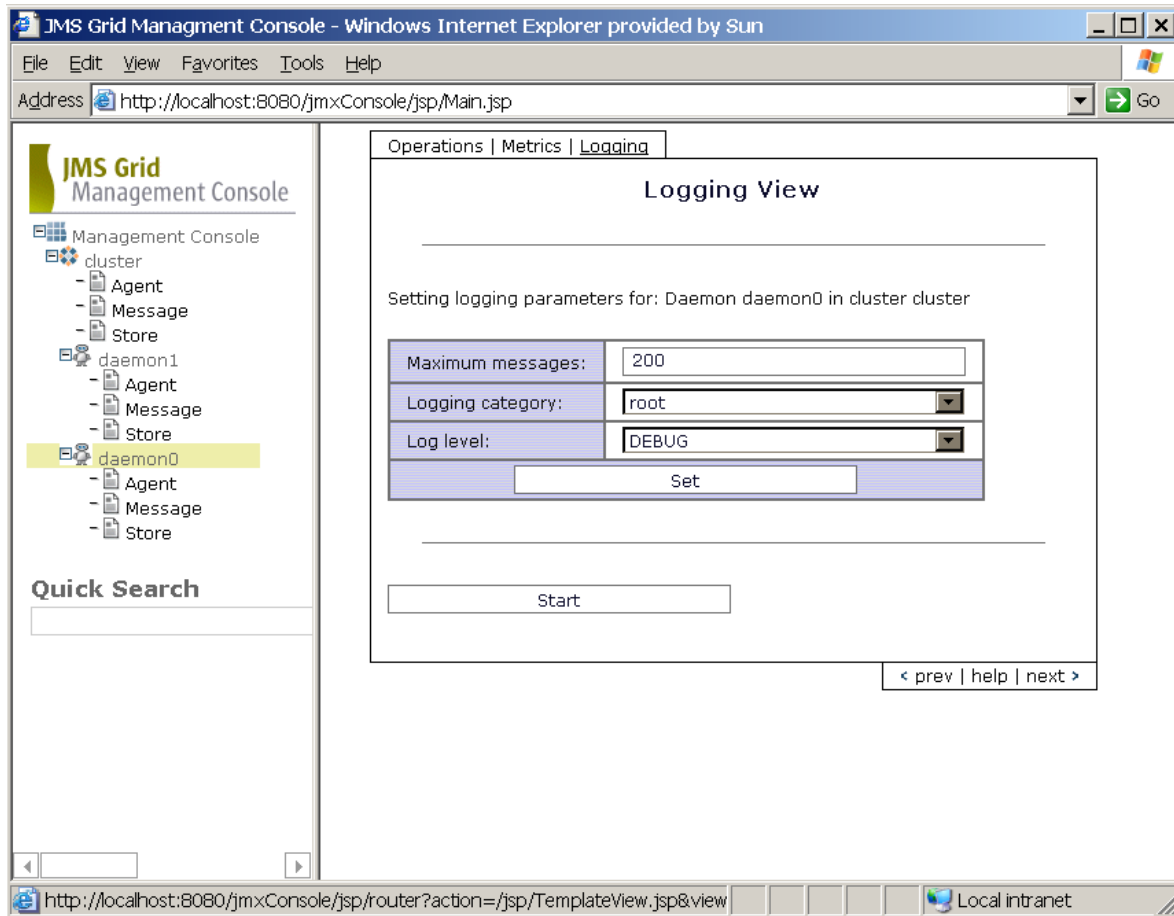 JMS Grid Managment Console - Windows Internet Explorer provided by Sun
File Edit View Favorites Tools Help
Address http://localhost:8080/jmxConsole/jsp/Main.jsp Go
JMS Grid
Management Console
Management Console
cluster
Agent
Message
Store
daemon1
Agent
Message
Store
daemon0
Agent
Message
Store
Quick Search
Operations | Metrics | Logging
Logging View
Setting logging parameters for: Daemon daemon0 in cluster cluster
Maximum messages: 200
Logging category: root
Log level: DEBUG
Set
Start
< prev | help | next >
http://localhost:8080/jmxConsole/jsp/router?action=/jsp/TemplateView.jsp&view Local intranet